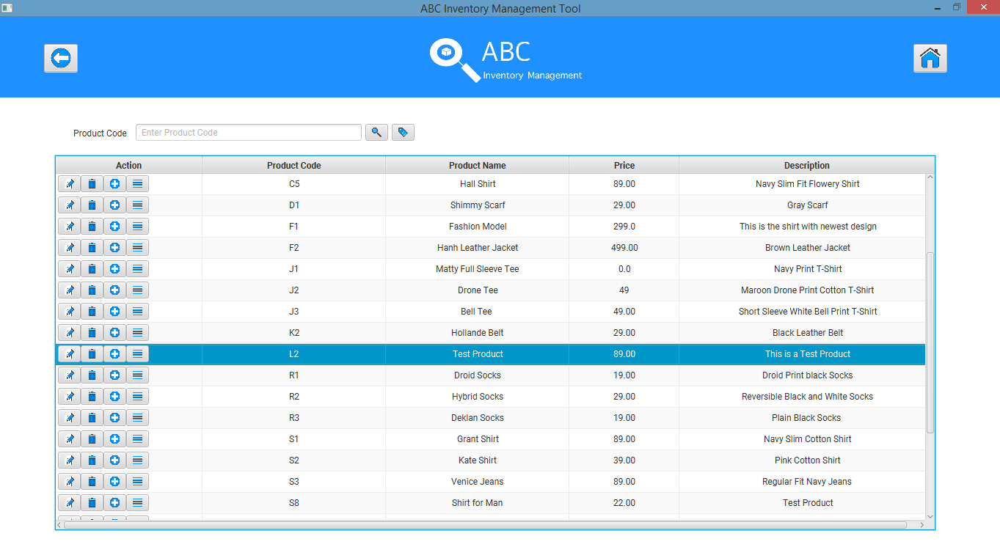 ABC Inventory Management Tool
ABC
Inventory Management
Product Code Enter Product Code
Action Product Code Product Name Price Description
C5 Hall Shirt 89.00 Navy Slim Fit Flowery Shirt
D1 Shimmy Scarf 29.00 Gray Scarf
F1 Fashion Model 299.0 This is the shirt with newest design
F2 Hanh Leather Jacket 499.00 Brown Leather Jacket
J1 Matty Full Sleeve Tee 0.0 Navy Print T-Shirt
J2 Drone Tee 49 Maroon Drone Print Cotton T-Shirt
J3 Bell Tee 49.00 Short Sleeve White Bell Print T-Shirt
K2 Hollande Belt 29.00 Black Leather Belt
L2 Test Product 89.00 This is a Test Product
R1 Droid Socks 19.00 Droid Print black Socks
R2 Hybrid Socks 29.00 Reversible Black and White Socks
R3 Deklan Socks 19.00 Plain Black Socks
S1 Grant Shirt 89.00 Navy Slim Cotton Shirt
S2 Kate Shirt 39.00 Pink Cotton Shirt
S3 Venice Jeans 89.00 Regular Fit Navy Jeans
S8 Shirt for Man 22.00 Test Product